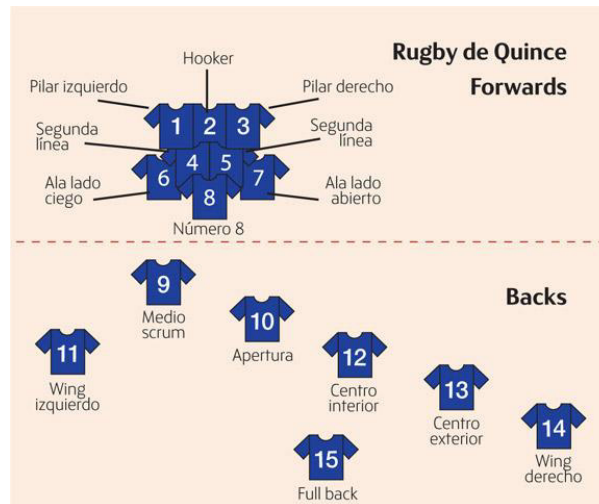 Rugby de Quince
Forwards
Hooker
Pilar izquierdo
Pilar derecho
Segunda
línea
Segunda
línea
Ala lado
ciego
Ala lado
abierto
1
2
3
4
5
6
7
8
Número 8
Backs
9
Medio
scrum
10
Apertura
11
Wing
izquierdo
12
Centro
interior
13
Centro
exterior
14
Wing
derecho
15
Full back